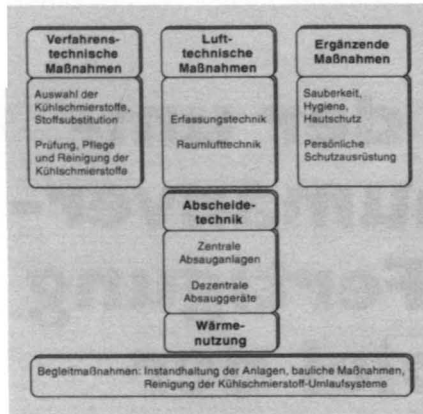 Verfahrens-
technische
Maßnahmen
Auswahl der
Kühlschmierstoffe,
Stoffsubstitution
Prüfung, Pflege
und Reinigung der
Kühlschmierstoffe
Luft-
technische
Maßnahmen
Erfassungstechnik
Raumlufttechnik
Ergänzende
Maßnahmen
Sauberkeit,
Hygiene,
Hautschutz
Persönliche
Schutzausrüstung
Abscheide-
technik
Zentrale
Absauganlagen
Dezentrale
Absauggeräte
Wärme-
nutzung
Begleitmaßnahmen: Instandhaltung der Anlagen, bauliche Maßnahmen,
Reinigung der Kühlschmierstoff-Umlaufsysteme